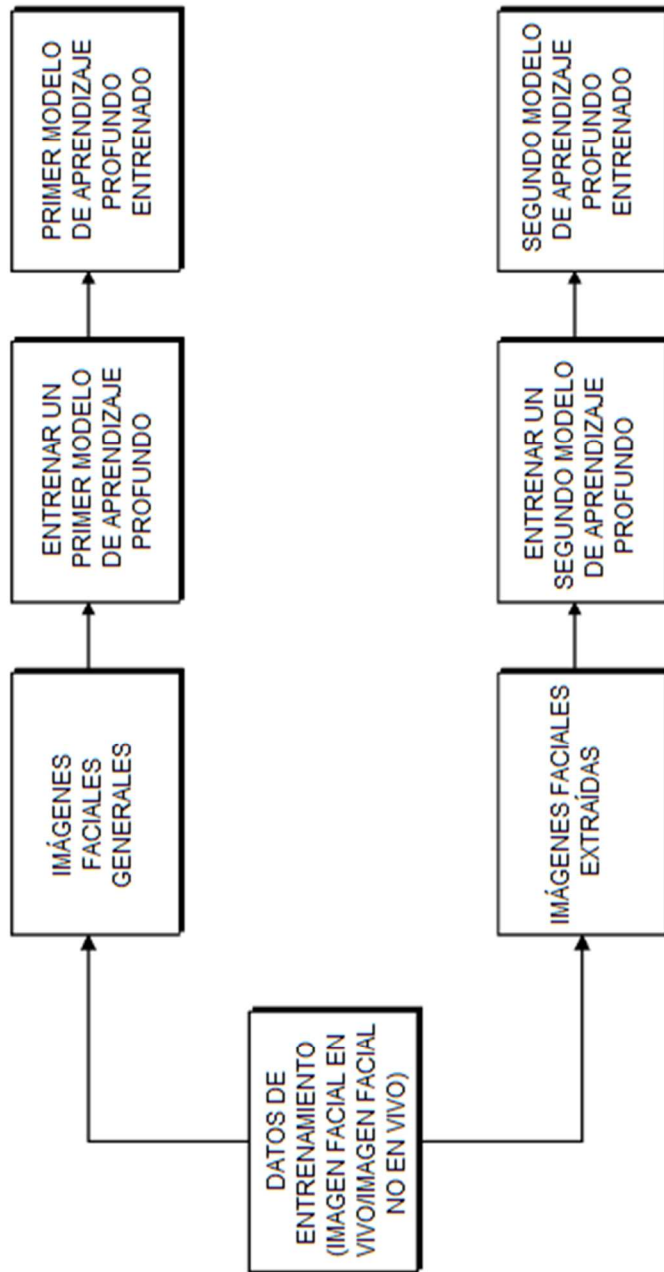 DATOS DE
ENTRENAMIENTO
(IMAGEN FACIAL EN
VIVO/IMAGEN FACIAL
NO EN VIVO)
IMÁGENES
FACIALES
GENERALES
ENTRENAR UN
PRIMER MODELO
DE APRENDIZAJE
PROFUNDO
PRIMER MODELO
DE APRENDIZAJE
PROFUNDO
ENTRENADO
IMÁGENES FACIALES
EXTRAÍDAS
ENTRENAR UN
SEGUNDO MODELO
DE APRENDIZAJE
PROFUNDO
SEGUNDO MODELO
DE APRENDIZAJE
PROFUNDO
ENTRENADO